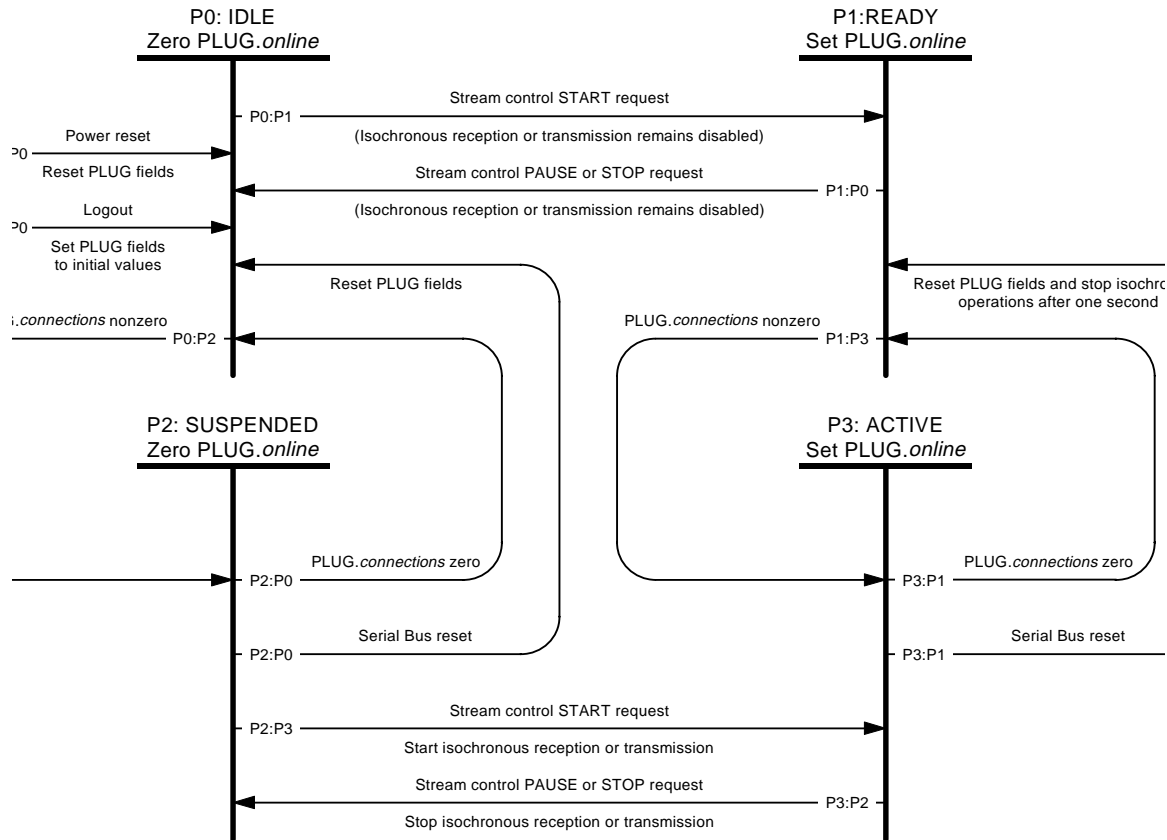 P0: IDLE
Zero PLUG.online
P1:READY
Set PLUG.online
Stream control START request
P0:P1
(Isochronous reception or transmission remains disabled)
Power reset
P0
Reset PLUG fields
Stream control PAUSE or STOP request
P1:P0
(Isochronous reception or transmission remains disabled)
Logout
P0
Set PLUG fields
to initial values
Reset PLUG fields
Reset PLUG fields and stop isochro
operations after one second
.connections nonzero
P0:P2
PLUG.connections nonzero
P1:P3
P2: SUSPENDED
Zero PLUG.online
P3: ACTIVE
Set PLUG.online
PLUG.connections zero
P2:P0
PLUG.connections zero
P3:P1
Serial Bus reset
P2:P0
Serial Bus reset
P3:P1
Stream control START request
P2:P3
Start isochronous reception or transmission
Stream control PAUSE or STOP request
P3:P2
Stop isochronous reception or transmission